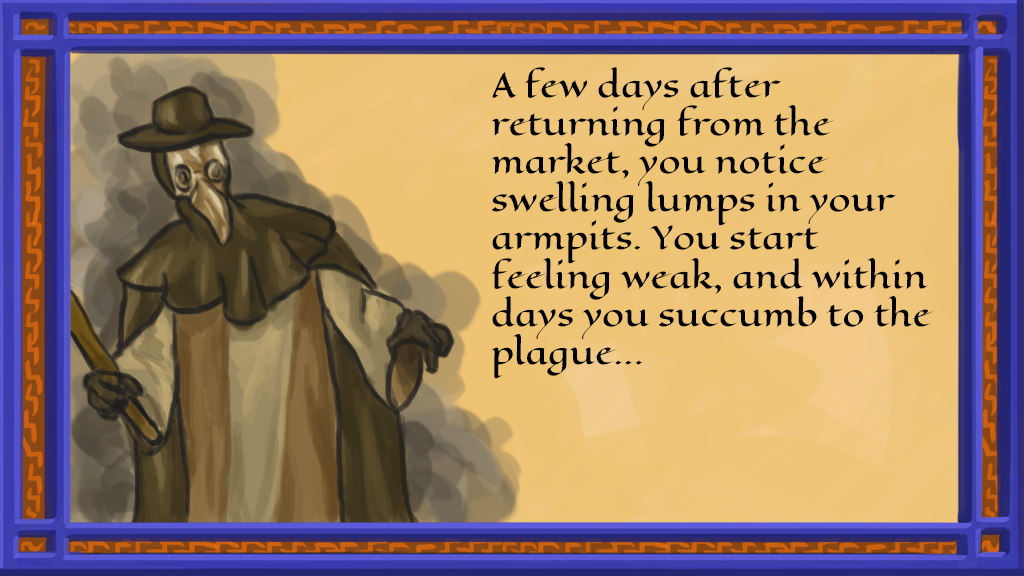 A few days after
returning from the
market, you notice
swelling lumps in your
armpits. You start
feeling weak, and within
days you succumb to the
plague...